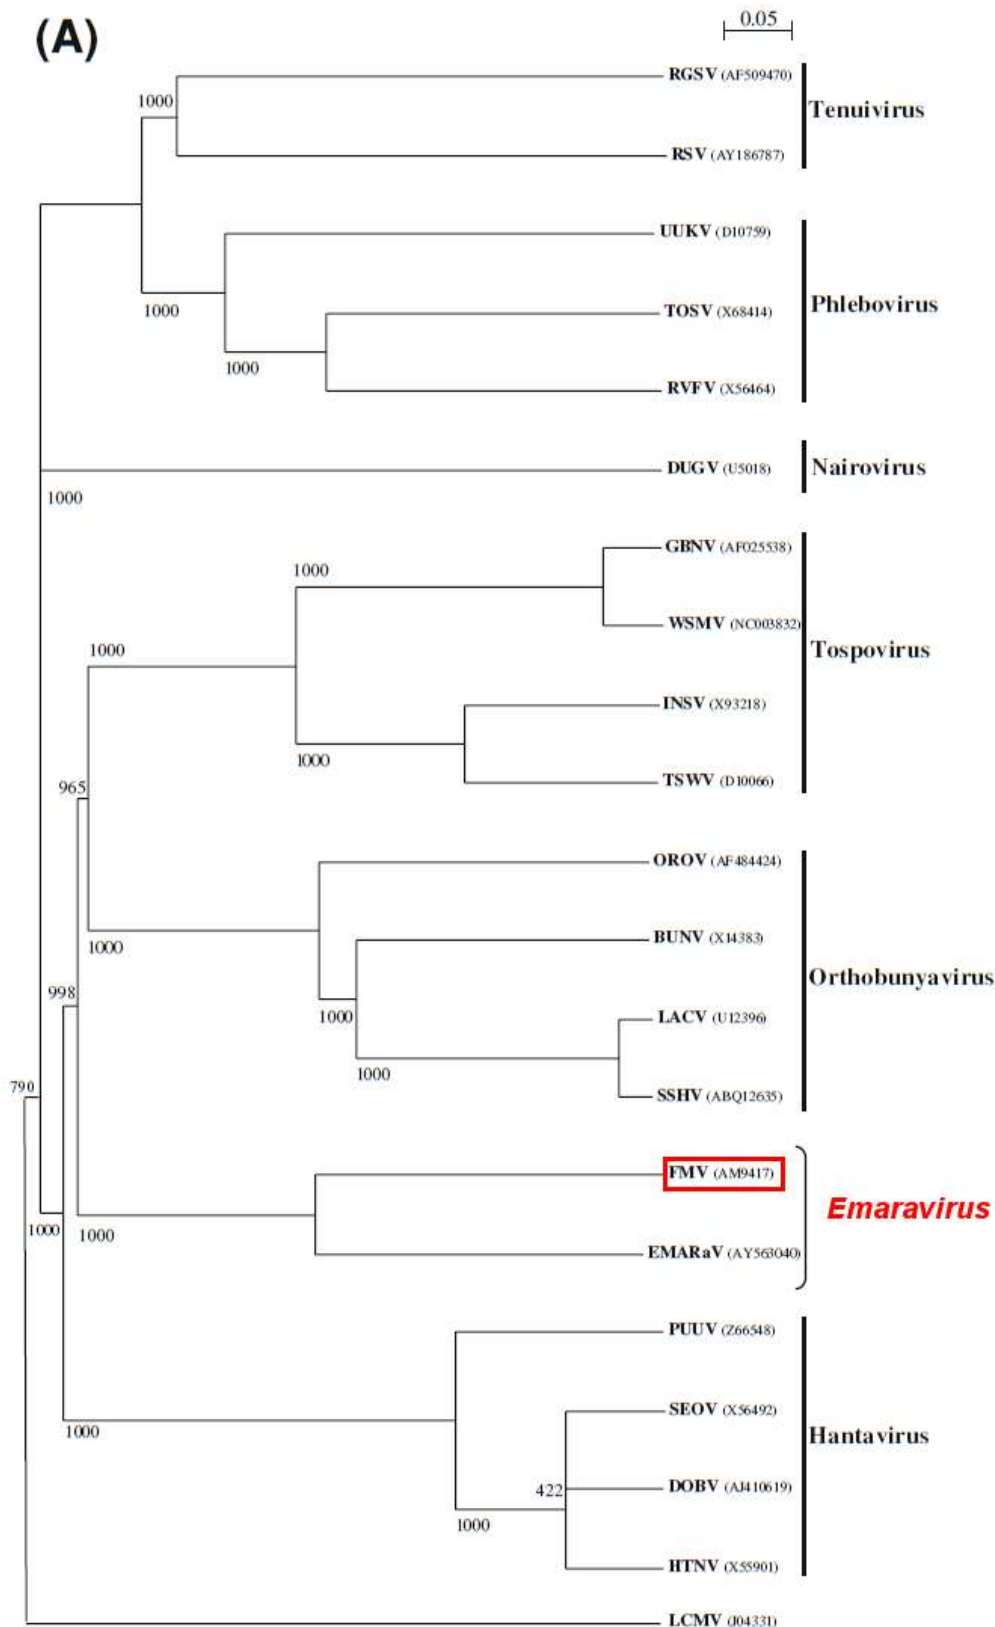 (A)
0.05
RGSV (AF509470)
1000
Tenuivirus
RSV (AY186787)
UUKV (D10759)
1000
TOSV (X68414)
Phlebovirus
1000
RVFV (X56464)
DUGV (U5018)
Nairovirus
1000
GBNV (AF025538)
1000
WSMV (NC003832)
1000
Tospovirus
INSV (X93218)
1000
TSWV (D10066)
965
OROV (AF484424)
BUNV (X14383)
1000
Orthobunyavirus
998
LACV (U12396)
1000
1000
790
SSHV (ABQ12635)
FMV (AM9417)
Emaravirus
1000
1000
EMARaV (AY563040)
PUUV (Z66548)
SEOV (X56492)
1000
Hantavirus
DOBV (AJ410619)
422
1000
HTNV (X55901)
LCMV (J04331)